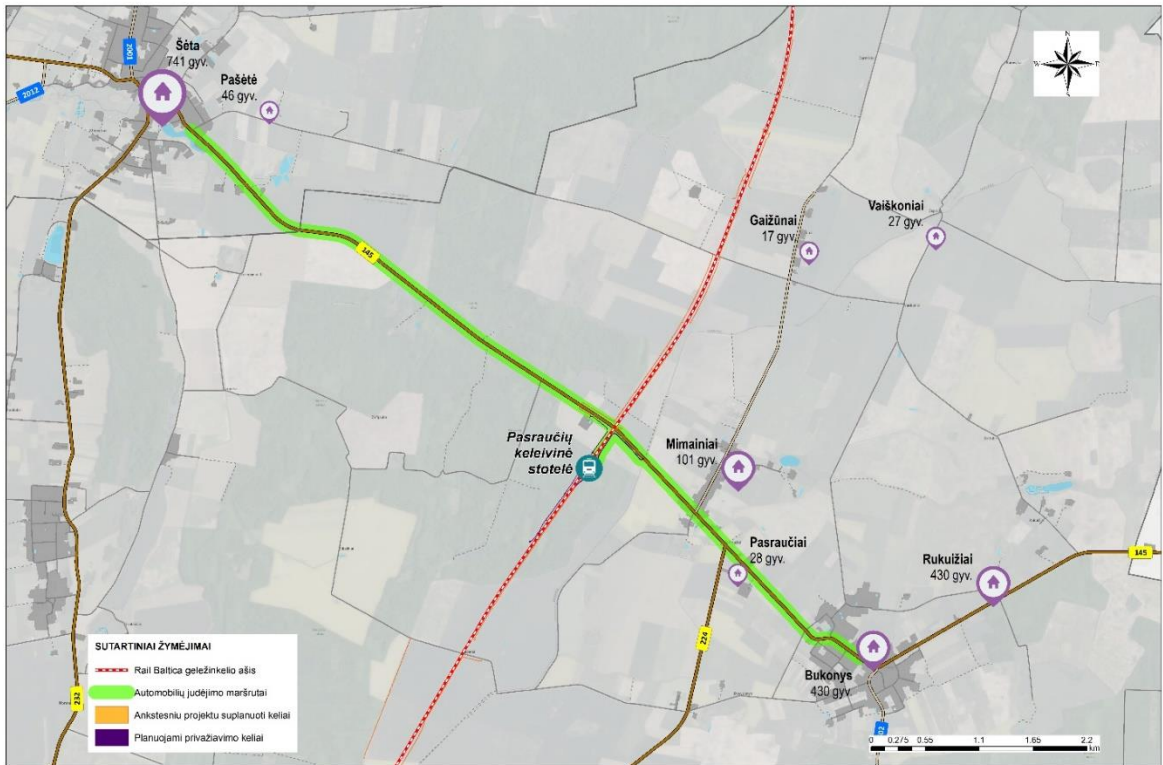 Šėta
741 gyv.
2001
2012
Pašėtė
46 gyv.
N
145
Gaižūnai
17 gyv.
Vaiškoniai
27 gyv.
Pasraučių
keleivinė
stotelė
Mimainiai
101 gyv.
Pasraučiai
28 gyv.
Rukuižiai
430 gyv.
145
224
Bukonys
430 gyv.
232
SUTARTINIAI ŽYMĖJIMAI
Rail Baltica geležinkelio ašis
Automobilių judėjimo maršrutai
Ankstesniu projektu suplanuoti keliai
Planuojami privažiavimo keliai
0 0.275 0.55 1.1 1.65 2.2
km